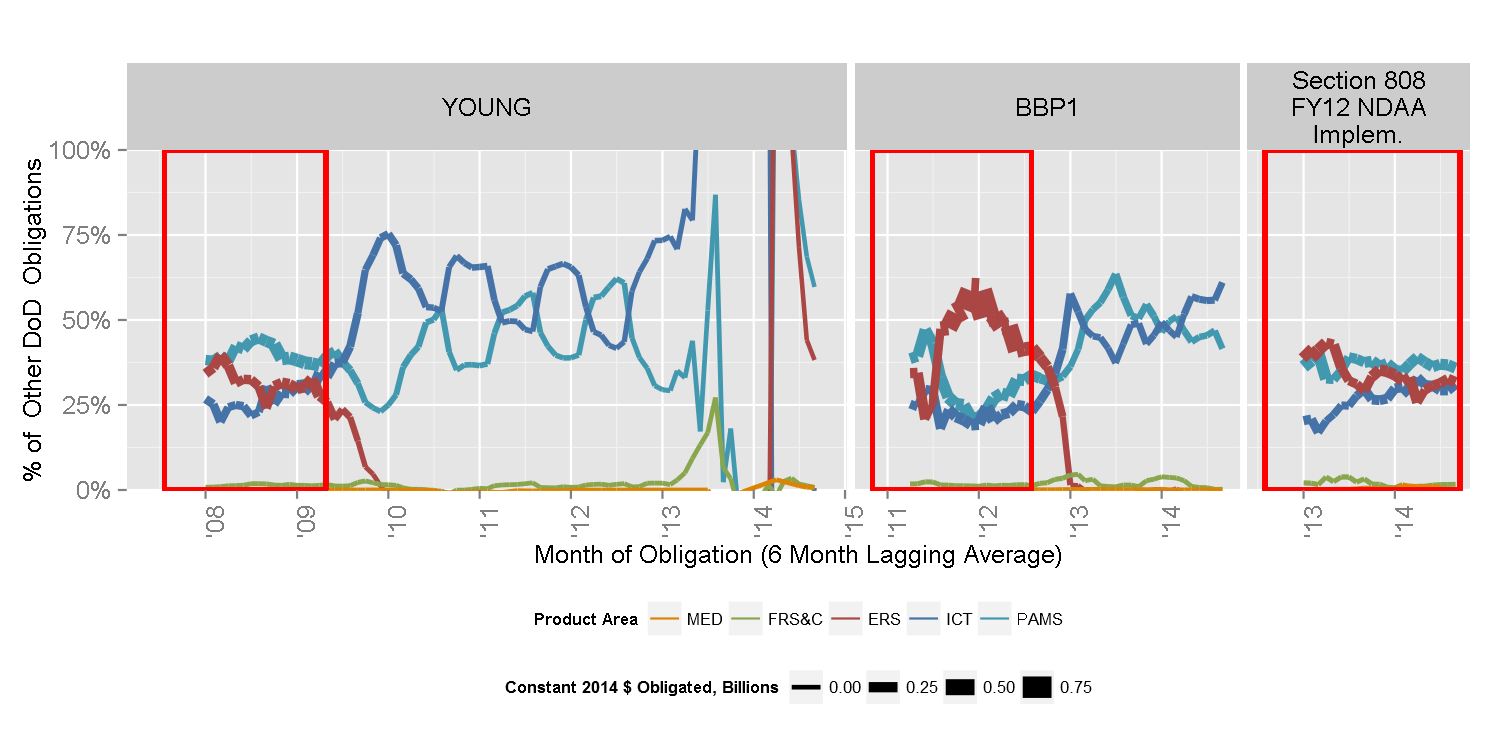 YOUNG
BBP1
Section 808
FY12 NDAA
Implem.
% of Other DoD Obligations
100%
75%
50%
25%
0%
'08
'09
'10
'11
'12
'13
'14
'15
'11
'12
'13
'14
'13
'14
Month of Obligation (6 Month Lagging Average)
Product Area MED FRS&C ERS ICT PAMS
Constant 2014 $ Obligated, Billions 0.00 0.25 0.50 0.75